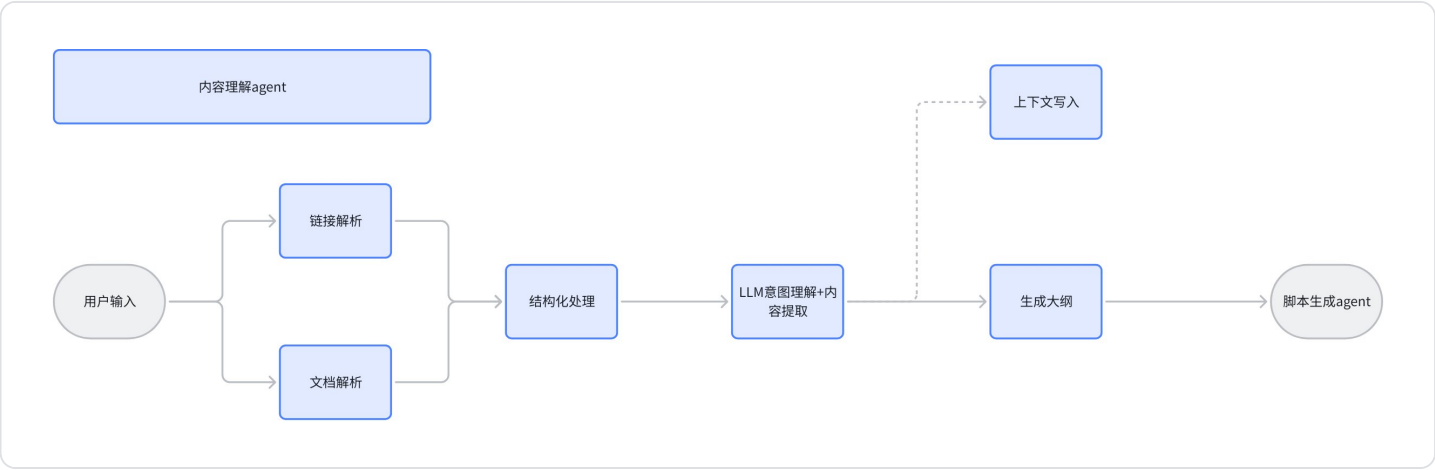 内容理解agent
上下文写入
链接解析
用户输入
结构化处理
LLM意图理解+内
容提取
生成大纲
脚本生成agent
文档解析